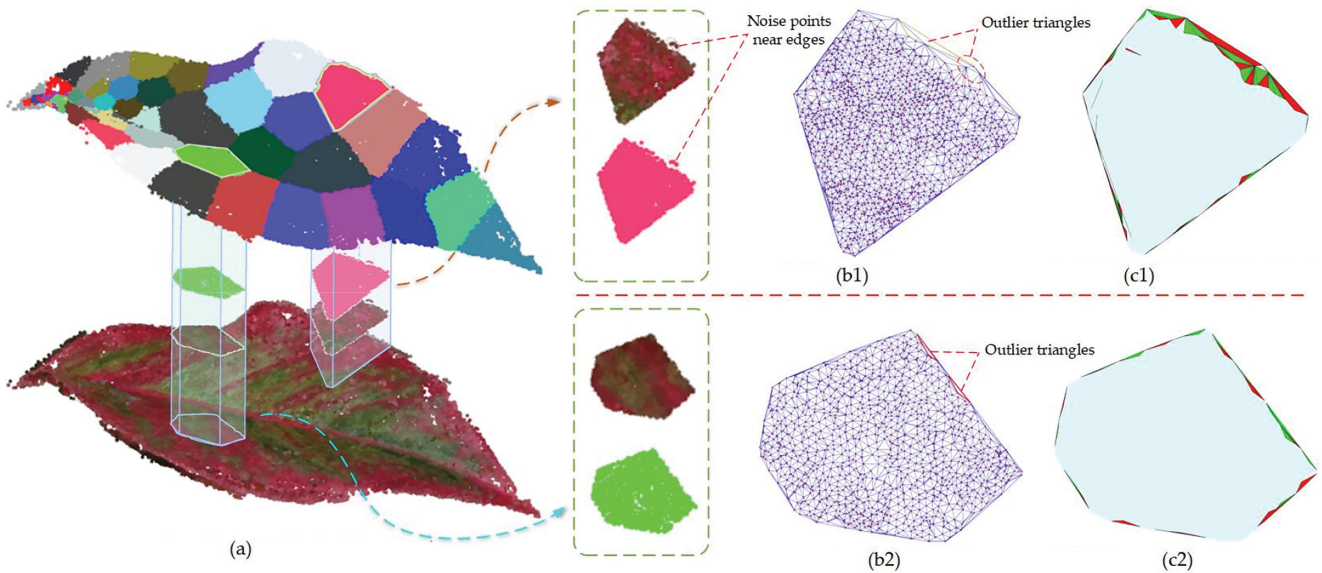 Noise points
near edges
Outlier triangles
(b1)
(c1)
Outlier triangles
(a)
(b2)
(c2)